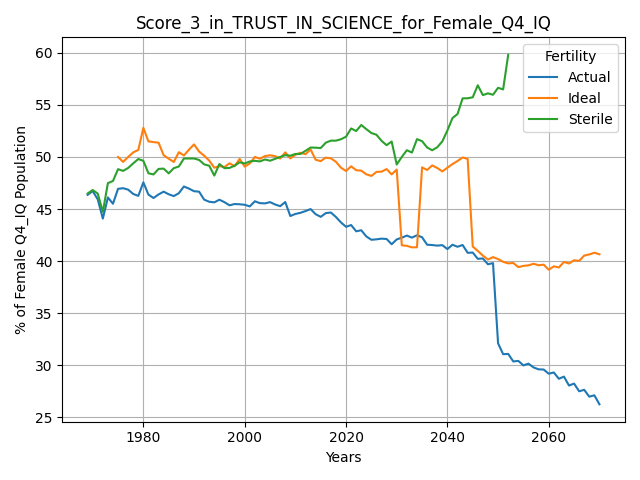 Score_3_in_TRUST_IN_SCIENCE_for_Female_Q4_IQ
% of Female Q4_IQ Population
60
55
50
45
40
35
30
25
Fertility
Actual
Ideal
Sterile
1980
2000
2020
2040
2060
Years